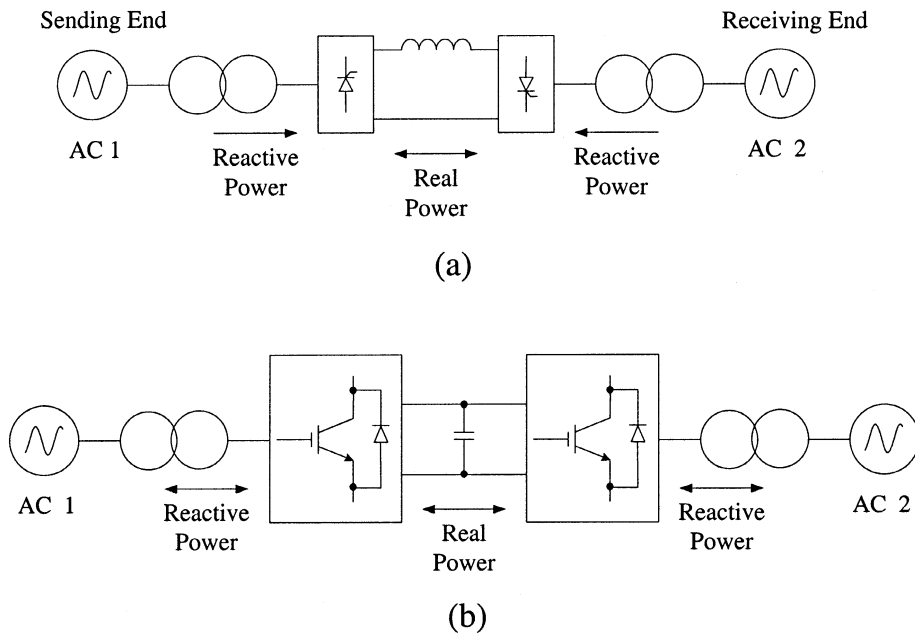 Sending End
Receiving End
AC 1
Reactive
Power
Real
Power
Reactive
Power
AC 2
(a)
AC 1
Reactive
Power
Real
Power
Reactive
Power
AC 2
(b)